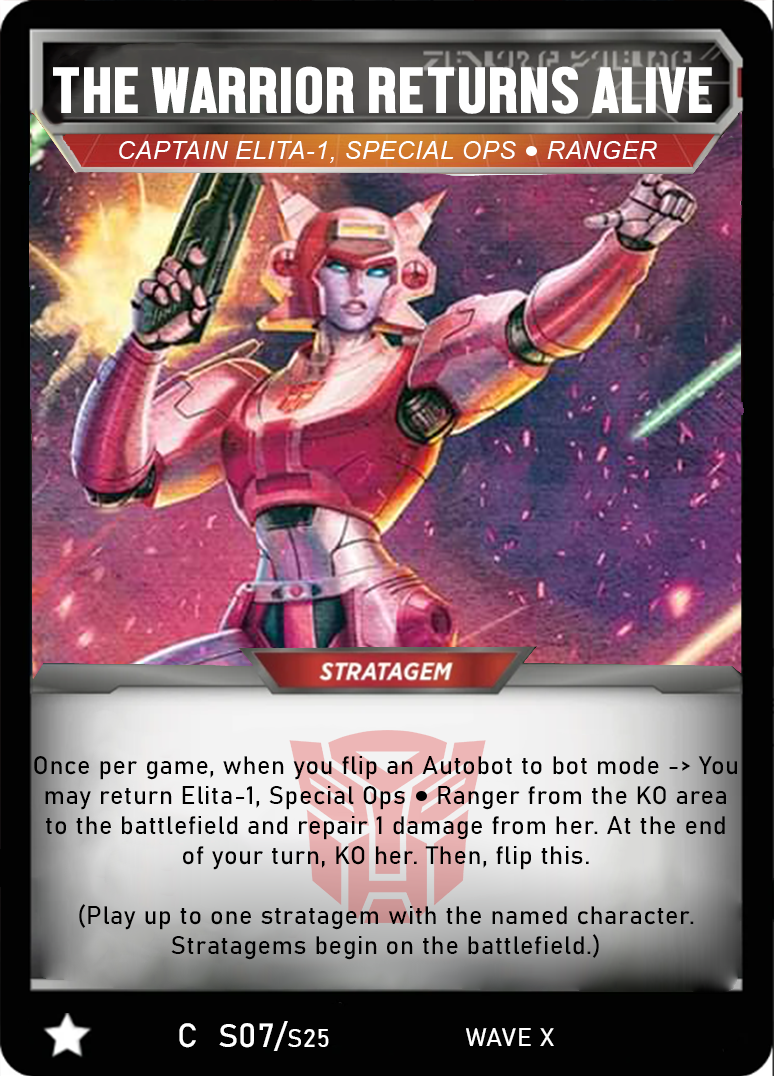 THE WARRIOR RETURNS ALIVE
CAPTAIN ELITA-1, SPECIAL OPS • RANGER
STRATAGEM
Once per game, when you flip an Autobot to bot mode -> You
may return Elita-1, Special Ops • Ranger from the KO area
to the battlefield and repair 1 damage from her. At the end
of your turn, KO her. Then, flip this.
(Play up to one stratagem with the named character.
Stratagems begin on the battlefield.)
C S07/S25 WAVE X